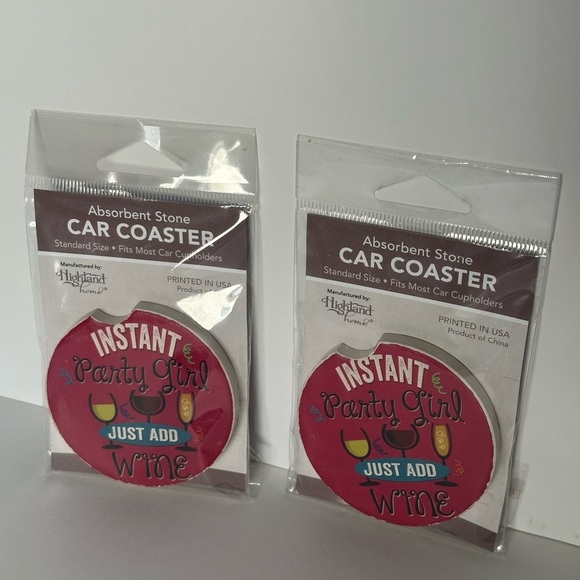 Absorbent Stone
CAR COASTER
Standard Size • Fits Most Car Cupholders
Manufactured by:
Highland
home®
PRINTED IN USA
Product of
INSTANT
Party Girl
JUST ADD
WINE
Absorbent Stone
CAR COASTER
Standard Size • Fits Most Car Cupholders
Manufactured by:
Highland
home®
PRINTED IN USA
Product of China
INSTANT
Party Girl
JUST ADD
WINE